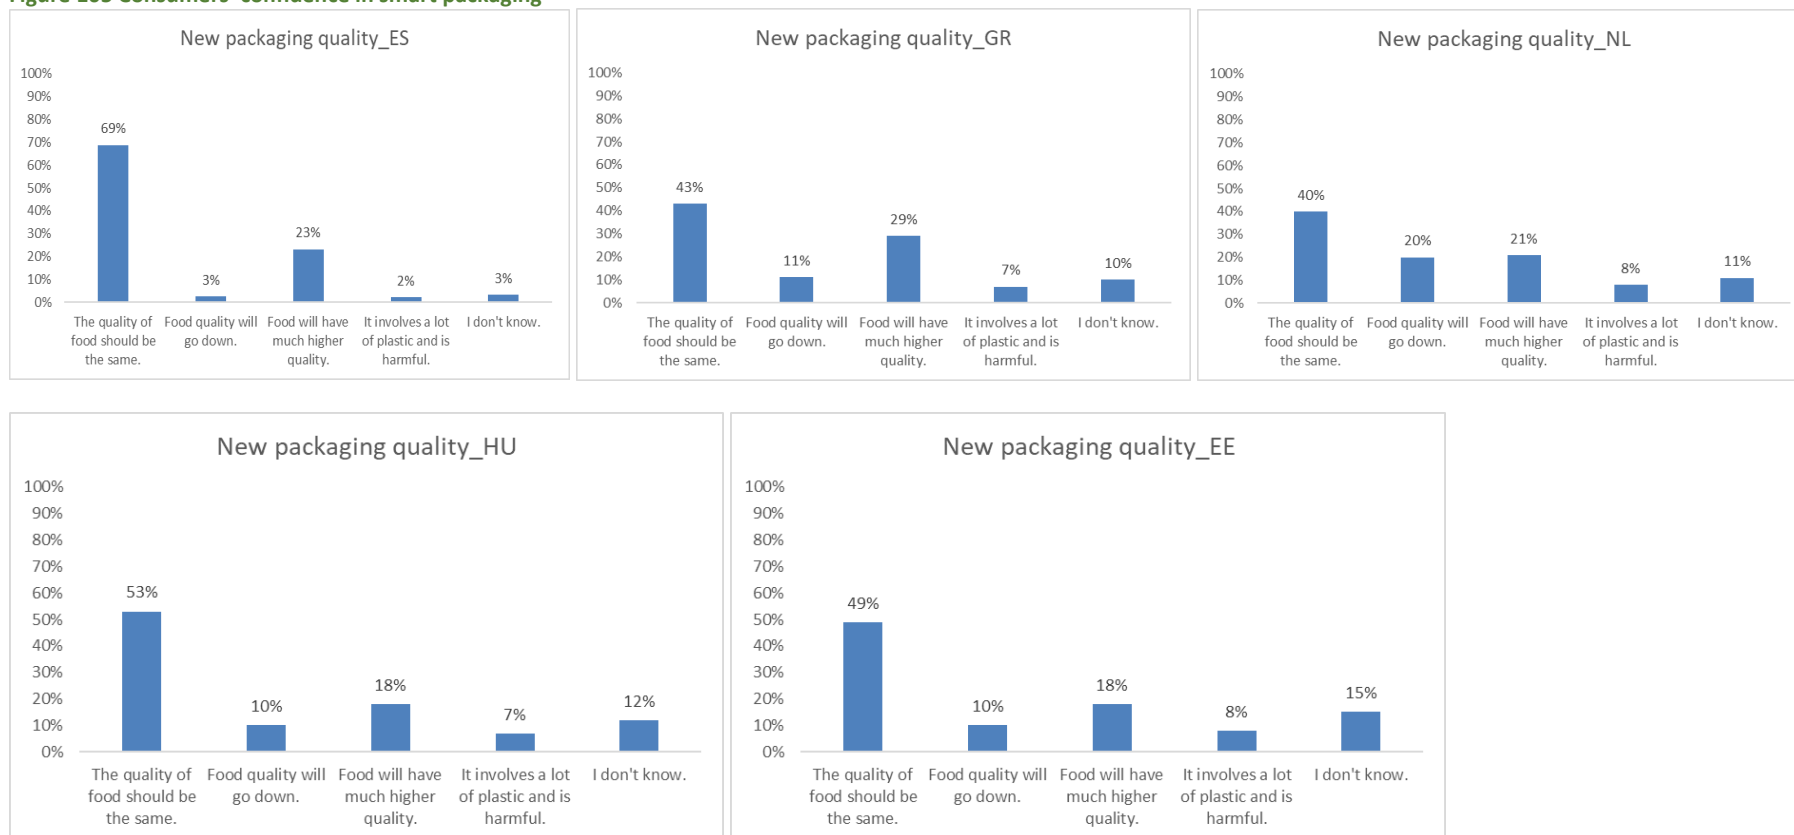 New packaging quality_ES
100%
90%
80%
70%
60%
50%
40%
30%
20%
10%
0%
69%
3%
23%
2%
3%
The quality of food should be the same.
Food quality will go down.
Food will have much higher quality.
It involves a lot of plastic and is harmful.
I don't know.
New packaging quality_GR
100%
90%
80%
70%
60%
50%
40%
30%
20%
10%
0%
43%
11%
29%
7%
10%
The quality of food should be the same.
Food quality will go down.
Food will have much higher quality.
It involves a lot of plastic and is harmful.
I don't know.
New packaging quality_NL
100%
90%
80%
70%
60%
50%
40%
30%
20%
10%
0%
40%
20%
21%
8%
11%
The quality of food should be the same.
Food quality will go down.
Food will have much higher quality.
It involves a lot of plastic and is harmful.
I don't know.
New packaging quality_HU
100%
90%
80%
70%
60%
50%
40%
30%
20%
10%
0%
53%
10%
18%
7%
12%
The quality of food should be the same.
Food quality will go down.
Food will have much higher quality.
It involves a lot of plastic and is harmful.
I don't know.
New packaging quality_EE
100%
90%
80%
70%
60%
50%
40%
30%
20%
10%
0%
49%
10%
18%
8%
15%
The quality of food should be the same.
Food quality will go down.
Food will have much higher quality.
It involves a lot of plastic and is harmful.
I don't know.